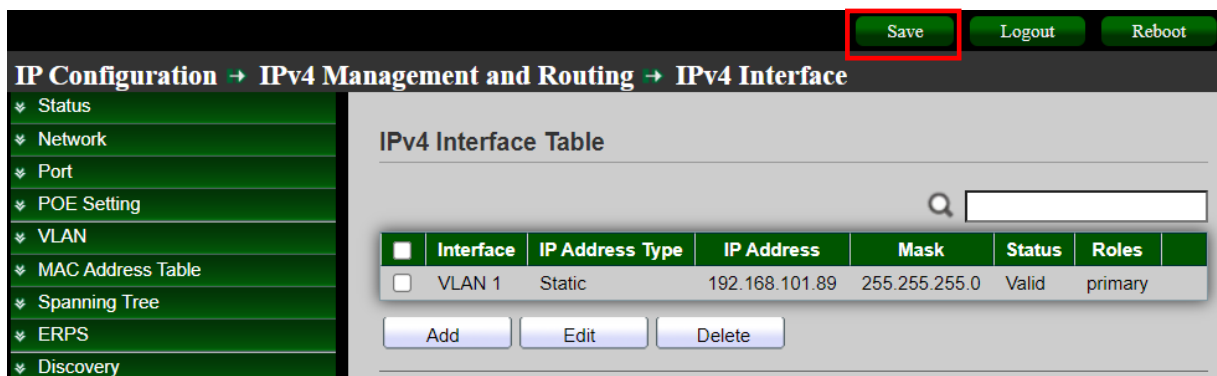 Save Logout Reboot
IP Configuration → IPv4 Management and Routing → IPv4 Interface
Status
Network
Port
POE Setting
VLAN
MAC Address Table
Spanning Tree
ERPS
Discovery
IPv4 Interface Table
Interface IP Address Type IP Address Mask Status Roles
VLAN 1 Static 192.168.101.89 255.255.255.0 Valid primary
Add Edit Delete